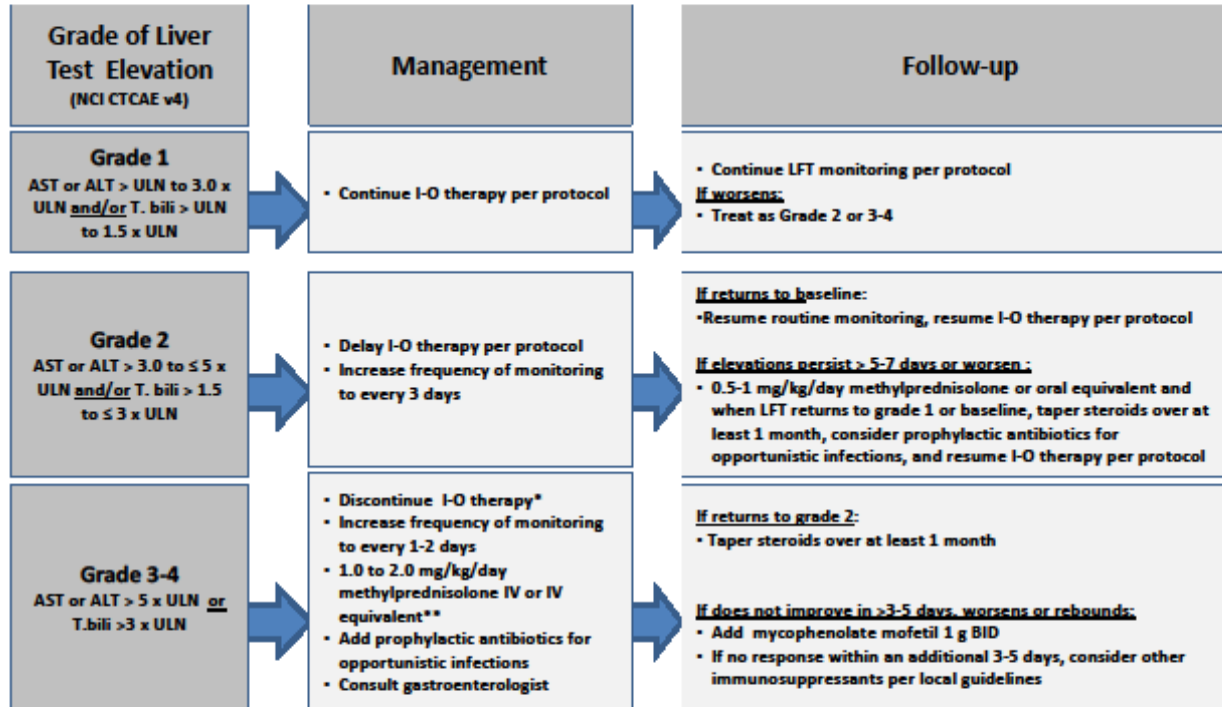 Grade of Liver
Test Elevation
(NCI CTCAE v4)
Management
Follow-up
Grade 1
AST or ALT > ULN to 3.0 x
ULN and/or T. bili > ULN
to 1.5 x ULN
• Continue I-O therapy per protocol
• Continue LFT monitoring per protocol
If worsens:
• Treat as Grade 2 or 3-4
Grade 2
AST or ALT > 3.0 to ≤ 5 x
ULN and/or T. bili > 1.5
to ≤ 3 x ULN
• Delay I-O therapy per protocol
• Increase frequency of monitoring
to every 3 days
If returns to baseline:
•Resume routine monitoring, resume I-O therapy per protocol
If elevations persist > 5-7 days or worsen :
• 0.5-1 mg/kg/day methylprednisolone or oral equivalent and
when LFT returns to grade 1 or baseline, taper steroids over at
least 1 month, consider prophylactic antibiotics for
opportunistic infections, and resume I-O therapy per protocol
Grade 3-4
AST or ALT > 5 x ULN or
T.bili >3 x ULN
• Discontinue I-O therapy*
• Increase frequency of monitoring
to every 1-2 days
• 1.0 to 2.0 mg/kg/day
methylprednisolone IV or IV
equivalent**
• Add prophylactic antibiotics for
opportunistic infections
• Consult gastroenterologist
If returns to grade 2:
• Taper steroids over at least 1 month
If does not improve in >3-5 days, worsens or rebounds:
• Add mycophenolate mofetil 1 g BID
• If no response within an additional 3-5 days, consider other
immunosuppressants per local guidelines